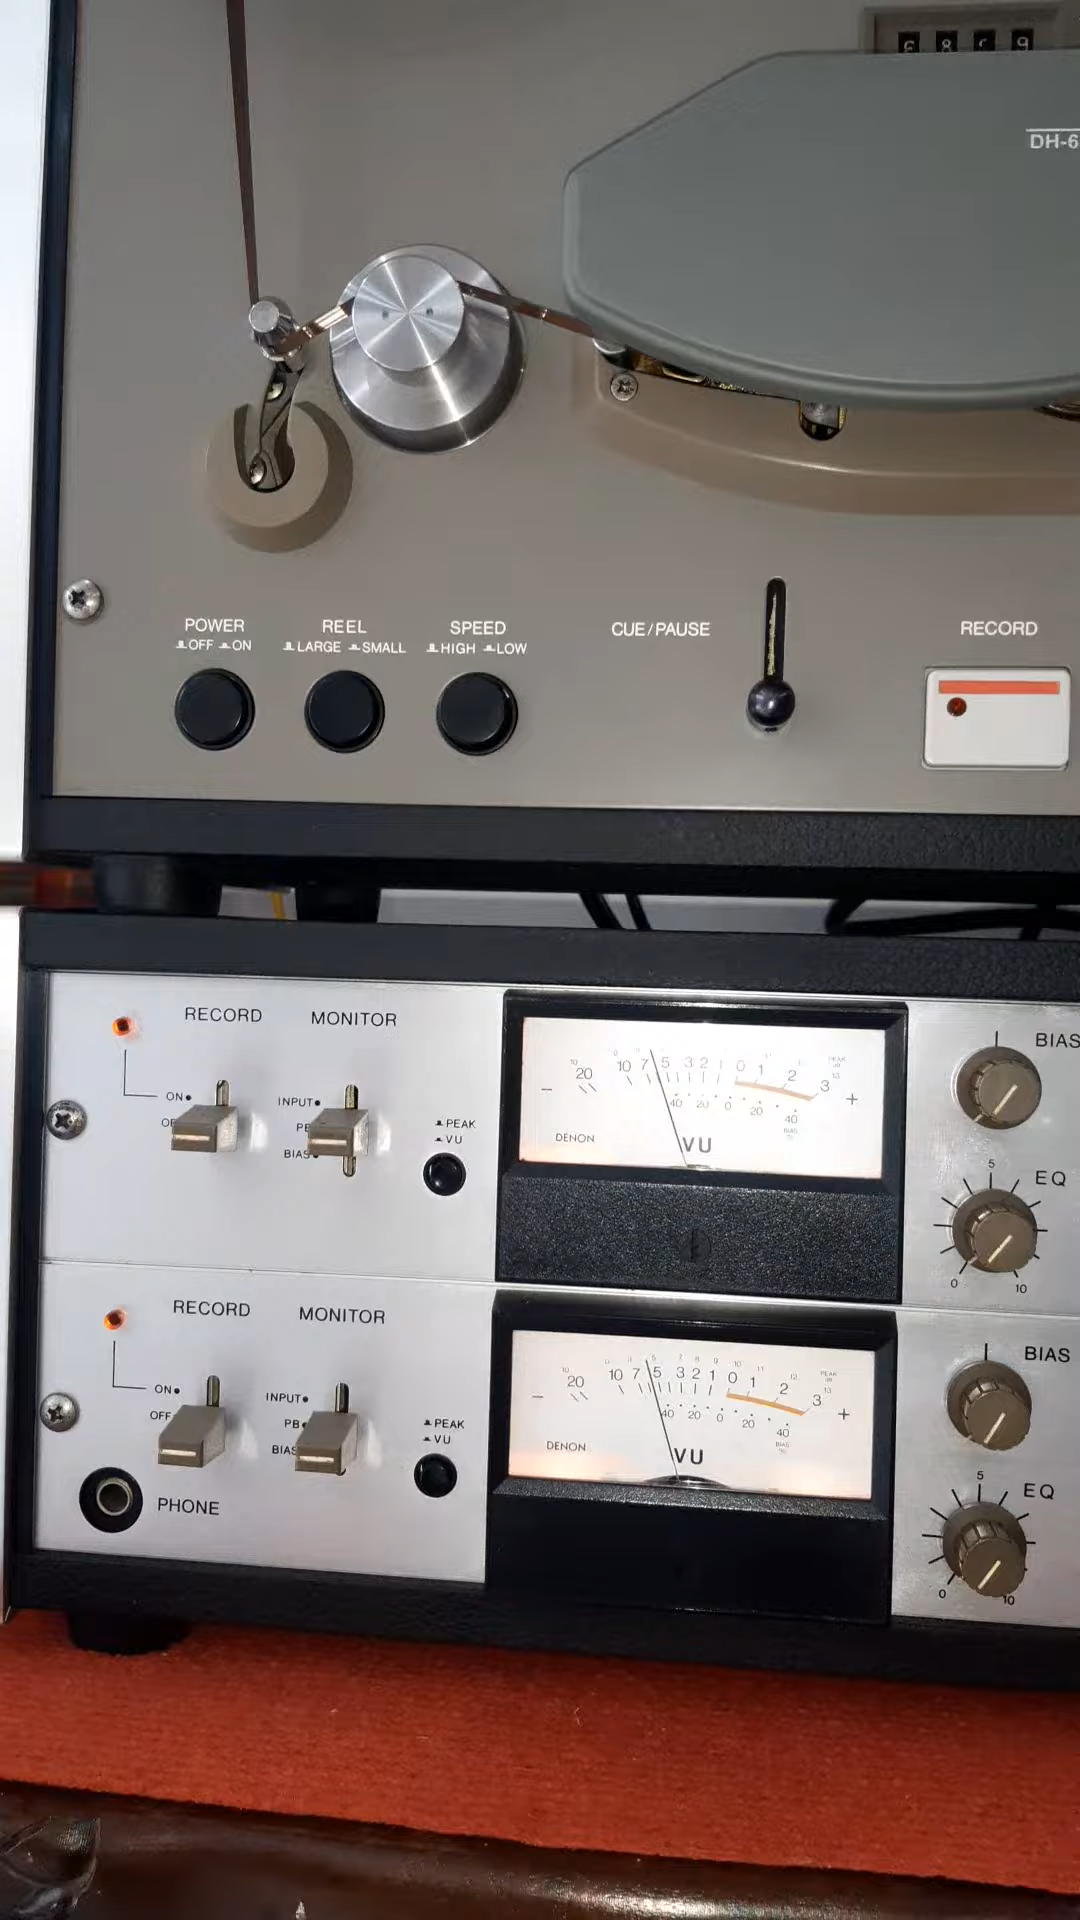 DH-6
POWER
OFF ON
REEL
LARGE SMALL
SPEED
HIGH LOW
CUE/PAUSE
RECORD
RECORD
MONITOR
ON
INPUT
BIAS
PEAK
VU
20 10 7 5 3 2 1 0 1 2 3
- +
40 20 0 20 40
BIAS
PEAK
DENON
VU
BIAS
EQ
5
0 10
RECORD
MONITOR
ON
OFF
INPUT
PB
BIAS
PEAK
VU
PHONE
20 10 7 5 3 2 1 0 1 2 3
- +
40 20 0 20 40
BIAS
PEAK
DENON
VU
BIAS
EQ
5
0 10